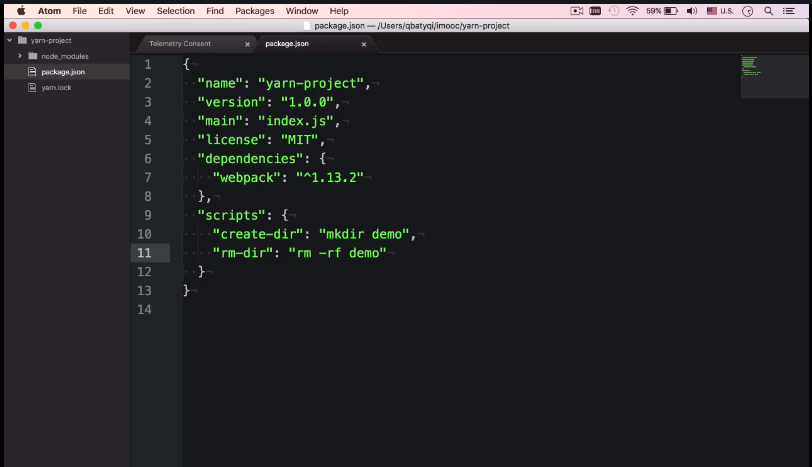 Atom File Edit View Selection Find Packages Window Help 59% U.S.
package.json — /Users/qbatyqi/imooc/yarn-project
yarn-project
node_modules
package.json
yarn.lock
Telemetry Consent × package.json ×
1 {
2 "name": "yarn-project",
3 "version": "1.0.0",
4 "main": "index.js",
5 "license": "MIT",
6 "dependencies": {
7 "webpack": "^1.13.2"
8 },
9 "scripts": {
10 "create-dir": "mkdir demo",
11 "rm-dir": "rm -rf demo"
12 }
13 }
14